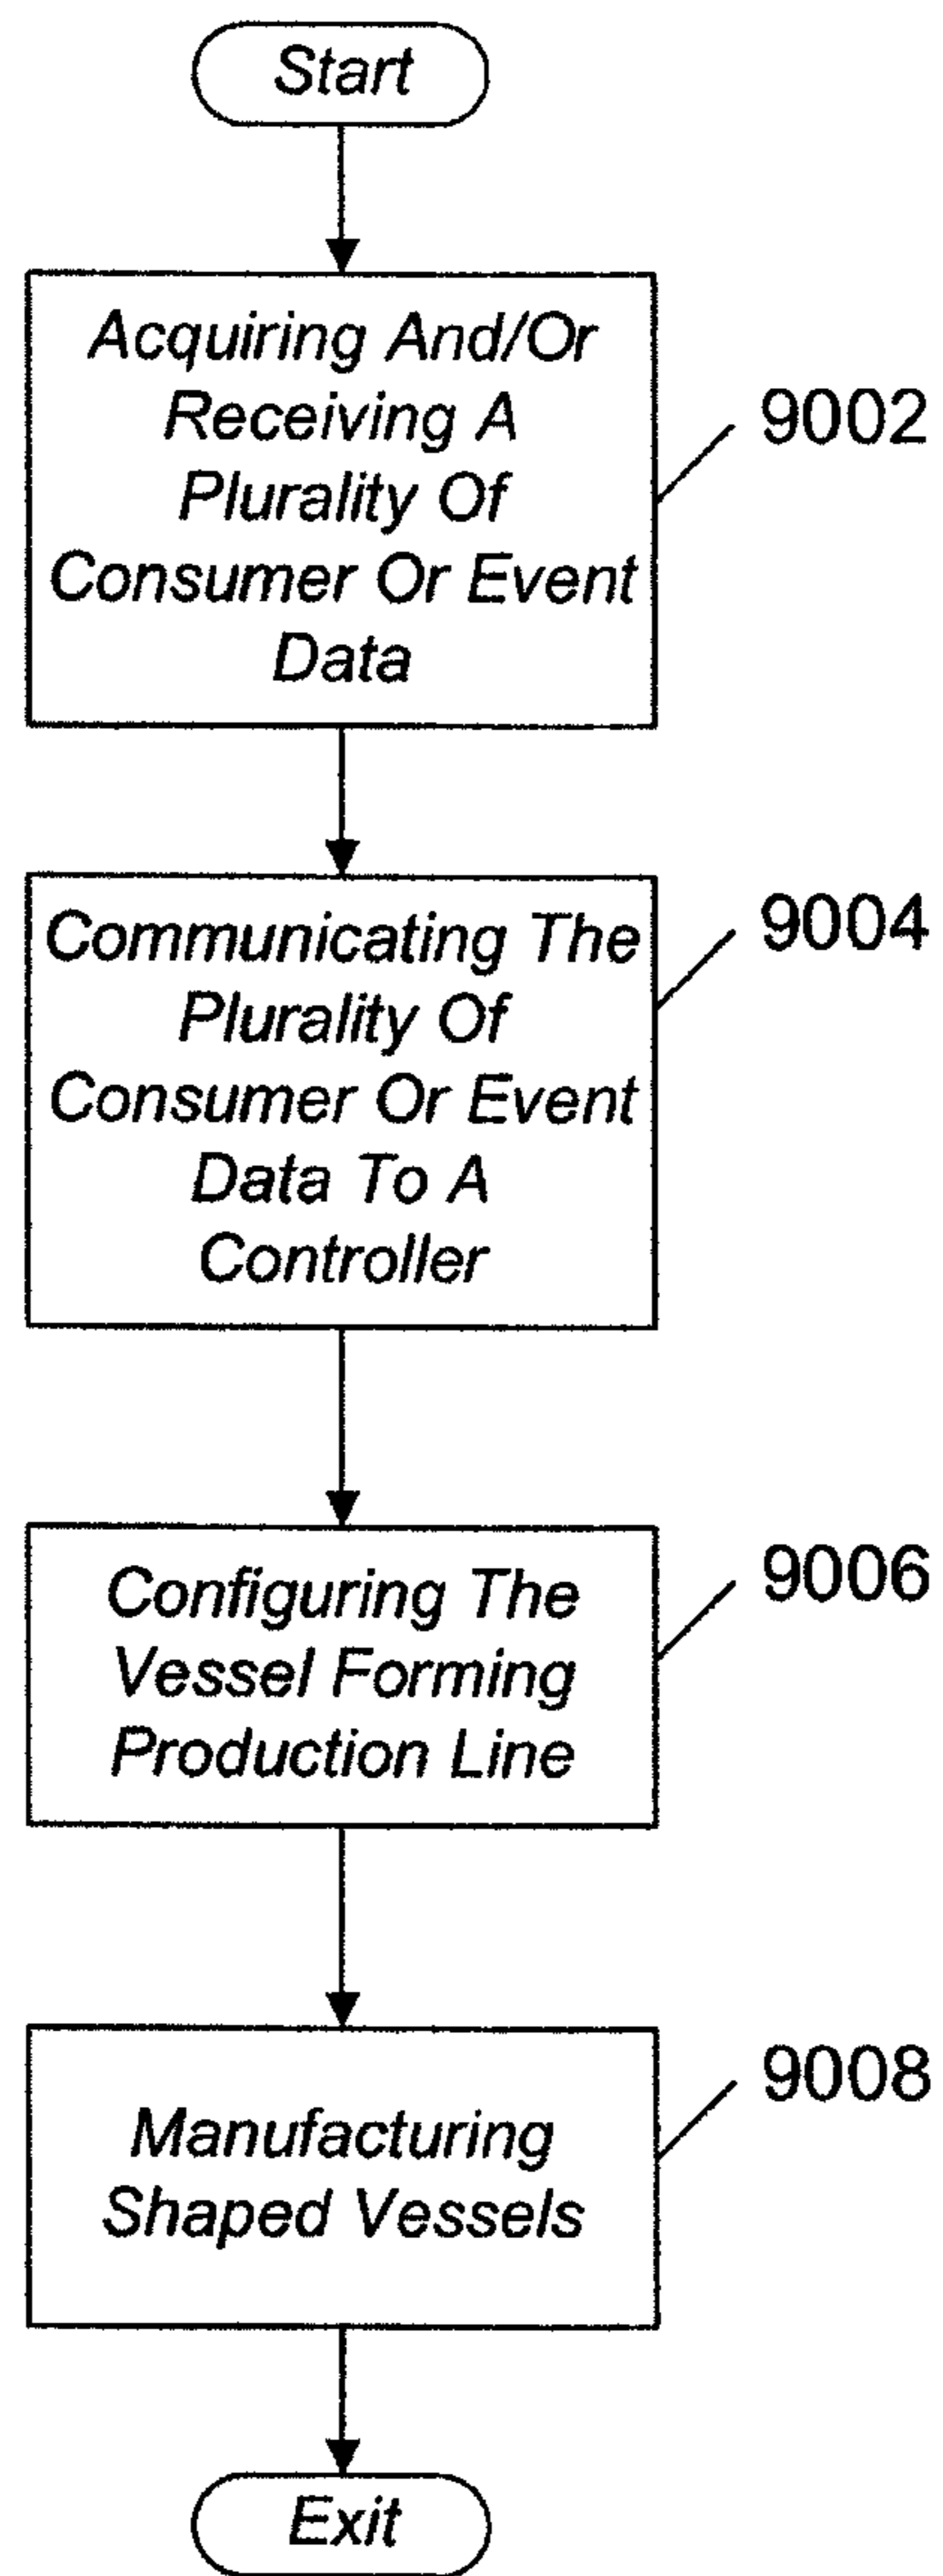 Start
Acquiring And/Or
Receiving A
Plurality Of
Consumer Or Event
Data
9002
Communicating The
Plurality Of
Consumer Or Event
Data To A
Controller
9004
Configuring The
Vessel Forming
Production Line
9006
Manufacturing
Shaped Vessels
9008
Exit